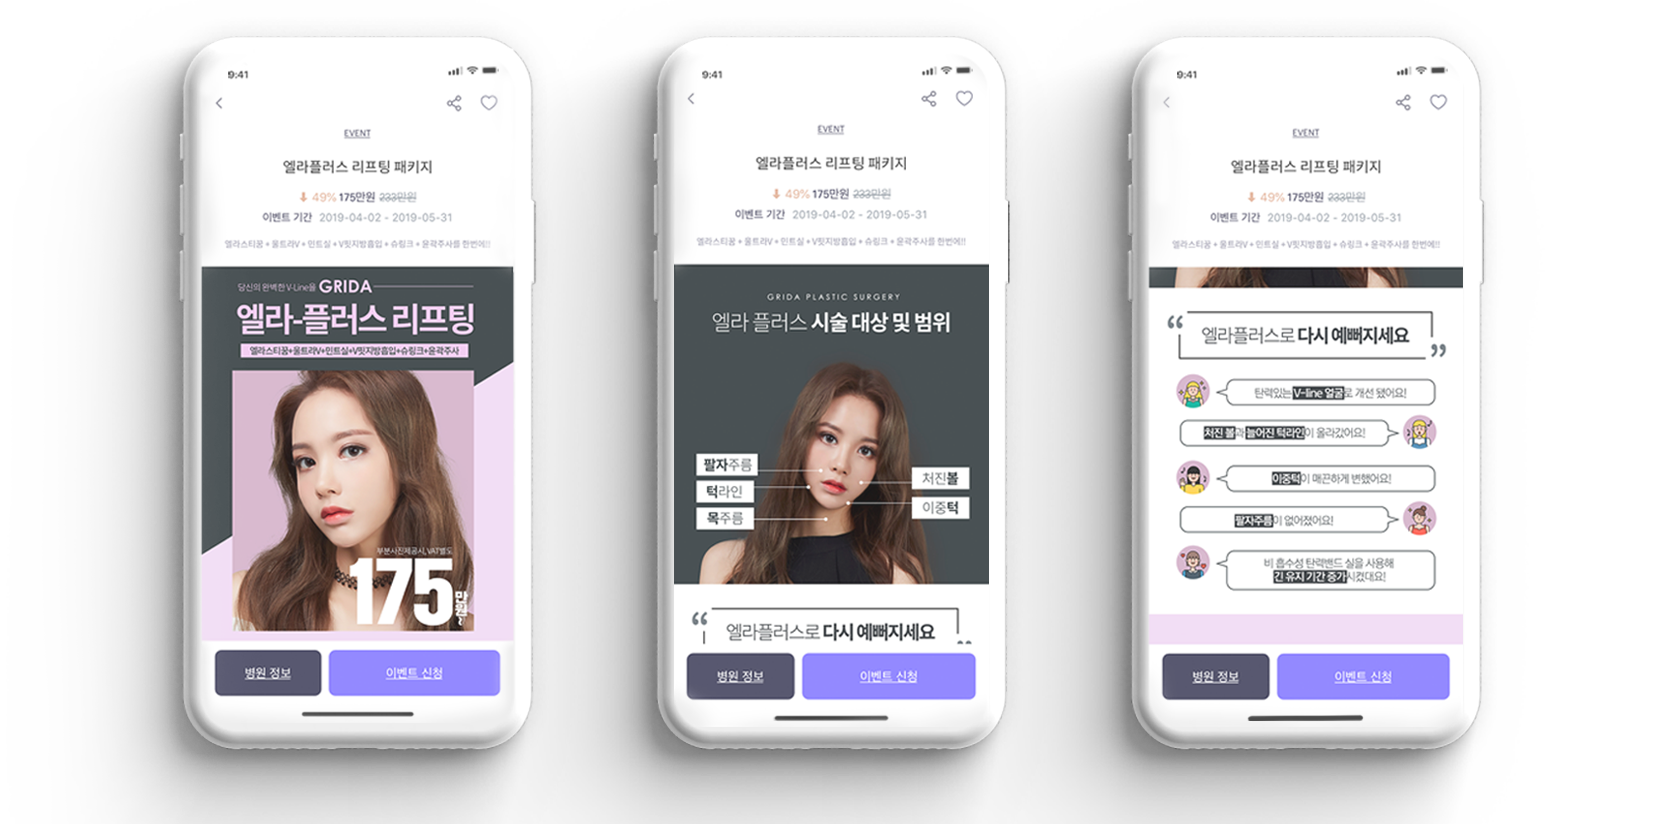 9:41
EVENT
엘라플러스 리프팅 패키지
49% 175만원 233만원
이벤트 기간 2019-04-02 - 2019-05-31
엘라스티꿈 + 울트라V + 민트실 + V핏지방흡입 + 슈링크 + 윤곽주사를 한번에!!
당신의 완벽한 V-Line을 GRIDA
엘라-플러스 리프팅
엘라스티꿈+울트라V+민트실+V핏지방흡입+슈링크+윤곽주사
부분사진제공시, VAT별도
175만원~
병원 정보
이벤트 신청
9:41
EVENT
엘라플러스 리프팅 패키지
49% 175만원 233만원
이벤트 기간 2019-04-02 - 2019-05-31
엘라스티꿈 + 울트라V + 민트실 + V핏지방흡입 + 슈링크 + 윤곽주사를 한번에!!
GRIDA PLASTIC SURGERY
엘라 플러스 시술 대상 및 범위
팔자주름
턱라인
목주름
처진볼
이중턱
“ 엘라플러스로 다시 예뻐지세요 ”
병원 정보
이벤트 신청
9:41
EVENT
엘라플러스 리프팅 패키지
49% 175만원 233만원
이벤트 기간 2019-04-02 - 2019-05-31
엘라스티꿈 + 울트라V + 민트실 + V핏지방흡입 + 슈링크 + 윤곽주사를 한번에!!
“ 엘라플러스로 다시 예뻐지세요 ”
탄력있는 V-line 얼굴로 개선 됐어요!
처진 볼과 늘어진 턱라인이 올라갔어요!
이중턱이 매끈하게 변했어요!
팔자주름이 없어졌어요!
비 흡수성 탄력밴드 실을 사용해
긴 유지 기간 증가시켰대요!
병원 정보
이벤트 신청